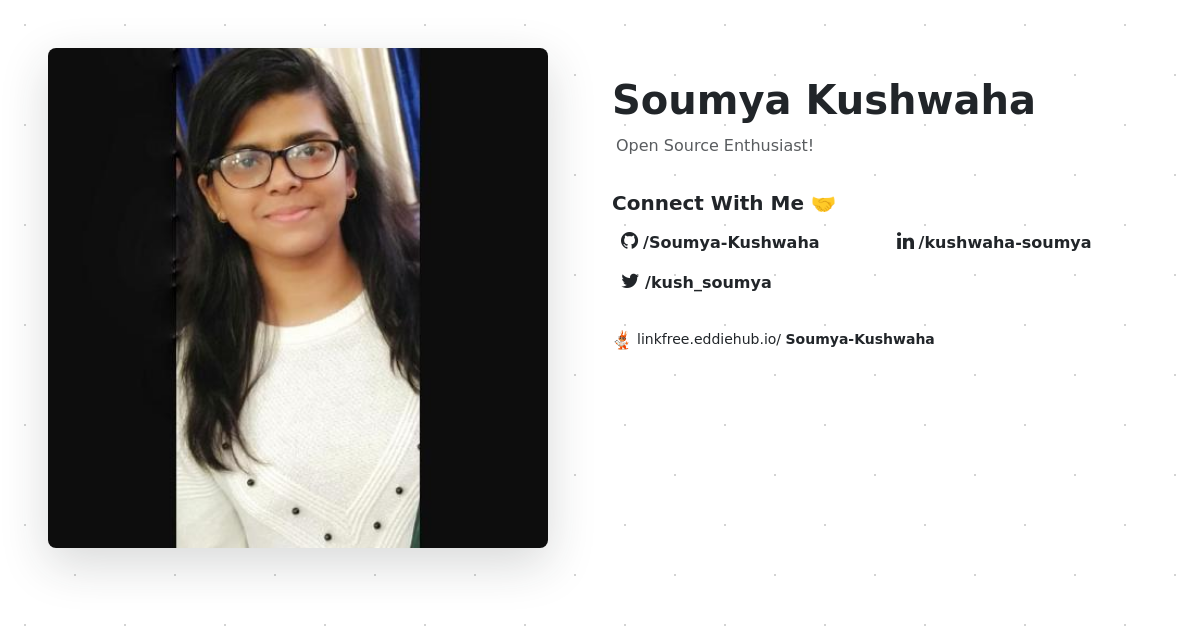 Soumya Kushwaha
Open Source Enthusiast!
Connect With Me 🤝
/Soumya-Kushwaha
/kushwaha-soumya
/kush_soumya
linkfree.eddiehub.io/ Soumya-Kushwaha